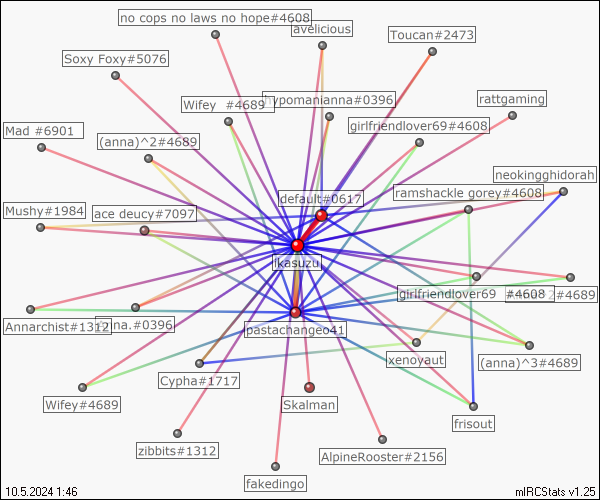 no cops no laws no hope#4608
avelicious
Toucan#2473
Soxy Foxy#5076
Wifey #4689
hypomanianna#0396
rattgaming
Mad #6901
(anna)^2#4689
girlfriendlover69#4608
neokingghidorah
default#0617
ramshackle gorey#4608
Mushy#1984
ace deucy#7097
ikasuzu
girlfriendlover69 #4608
#4689
Annarchist#1312
#0396
pastachangeo41
xenoyaut
(anna)^3#4689
Cypha#1717
Wifey#4689
Skalman
frisout
zibbits#1312
AlpineRooster#2156
fakedingo
10.5.2024 1:46
mIRCStats v1.25